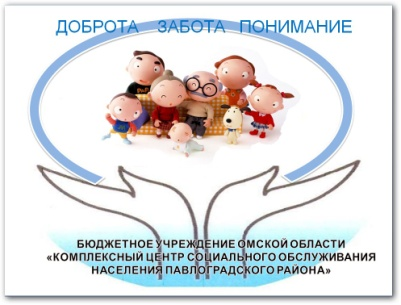 ДОБРОТА ЗАБОТА ПОНИМАНИЕ
БЮДЖЕТНОЕ УЧРЕЖДЕНИЕ ОМСКОЙ ОБЛАСТИ
«КОМПЛЕКСНЫЙ ЦЕНТР СОЦИАЛЬНОГО ОБСЛУЖИВАНИЯ
НАСЕЛЕНИЯ ПАВЛОГРАДСКОГО РАЙОНА»